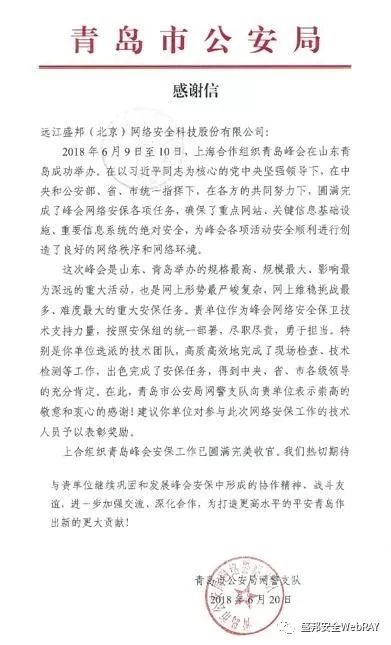 青岛市公安局
感谢信
远江盛邦（北京）网络安全科技股份有限公司：
2018年6月9日至10日，上海合作组织青岛峰会在山东青
岛成功举办。在以习近平同志为核心的党中央坚强领导下，在中
央和公安部、省、市统一指挥下，在各方的共同努力下，圆满完
成了峰会网络安保各项任务，确保了重点网站、关键信息基础设
施、重要信息系统的绝对安全，为峰会各项活动安全顺利进行创
造了良好的网络秩序和网络环境。
这次峰会是山东、青岛举办的规格最高、规模最大、影响最
为深远的重大活动，也是网上形势最严峻复杂，网上维稳挑战最
多、难度最大的重大安保任务。贵单位作为峰会网络安全保卫技
术支持力量，按照安保组的统一部署，尽职尽责，勇于担当。特
别是你单位选派的技术团队，高质高效地完成了现场检查、技术
检测等工作，出色完成了安保任务，得到中央、省、市各级领导
的充分肯定。在此，青岛市公安局网警支队向贵单位表示崇高的
敬意和衷心的感谢！建议你单位对参与此次网络安保工作的技术
人员予以表彰奖励。
上合组织青岛峰会安保工作已圆满完美收官。我们热切期待
与贵单位继续巩固和发展峰会安保中形成的协作精神、战斗友
谊，进一步加强交流，深化合作，为打造更高水平的平安青岛作
出新的更大贡献！
青岛市公安局网警支队
2018年6月20日
盛邦安全WebRAY